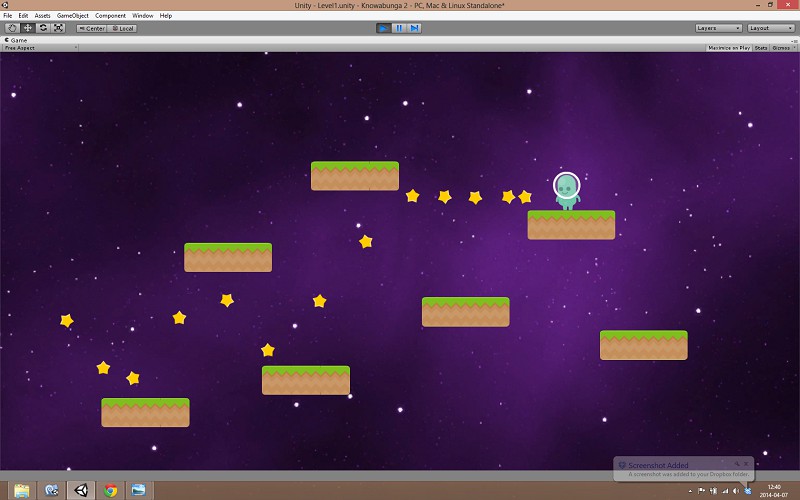 Unity - Level1.unity - Knowabunga 2 - PC, Mac & Linux Standalone*
File Edit Assets GameObject Component Window Help
Center Local Layers Layout
Game
Free Aspect Maximize on Play Stats Gizmos
Screenshot Added
A screenshot was added to your Dropbox folder.
12:40
2014-04-07